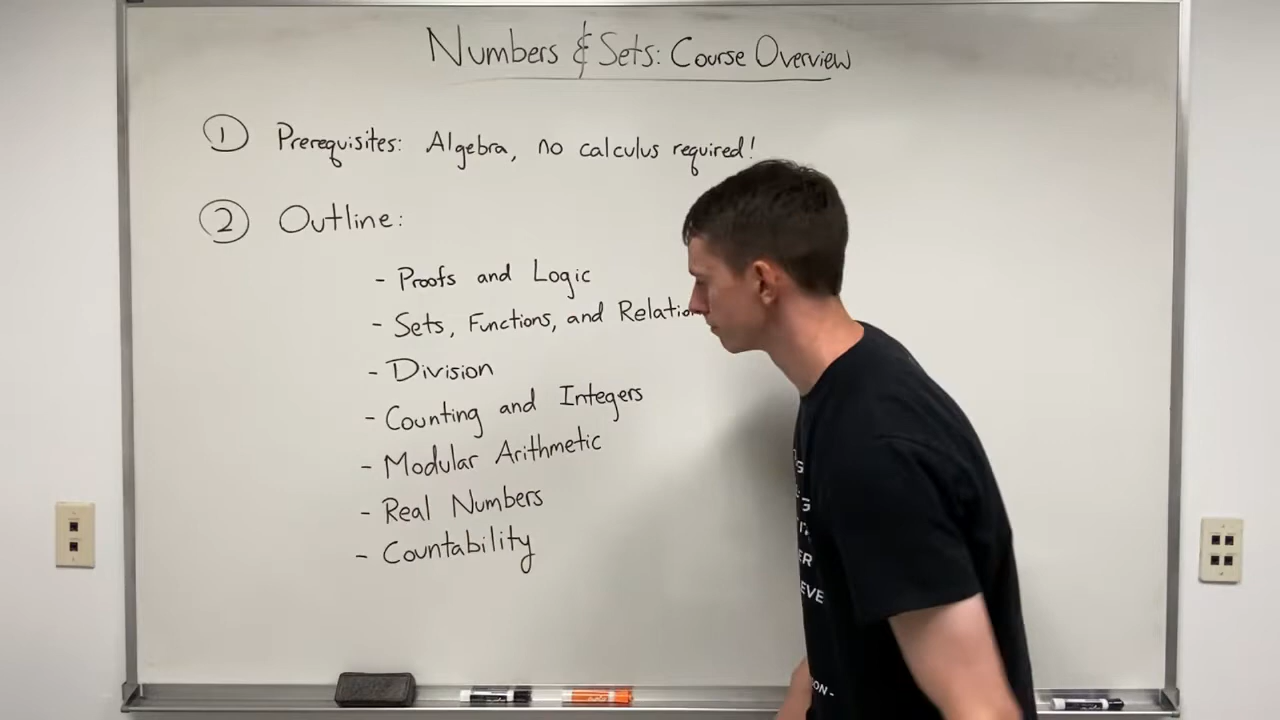 Numbers & Sets: Course Overview
① Prerequisites: Algebra, no calculus required!
② Outline:
- Proofs and Logic
- Sets, Functions, and Relatio
- Division
- Counting and Integers
- Modular Arithmetic
- Real Numbers
- Countability